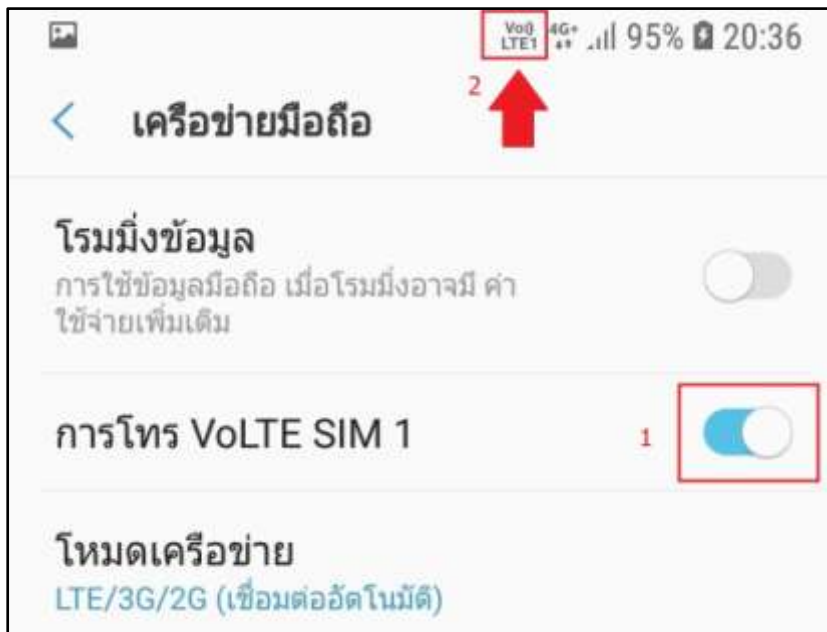 Vo)) 4G+ 95% 20:36
LTE1
2
เครือข่ายมือถือ
โรมมิ่งข้อมูล
การใช้ข้อมูลมือถือ เมื่อโรมมิ่งอาจมี ค่า
ใช้จ่ายเพิ่มเติม
การโทร VoLTE SIM 1 1
โหมดเครือข่าย
LTE/3G/2G (เชื่อมต่ออัตโนมัติ)